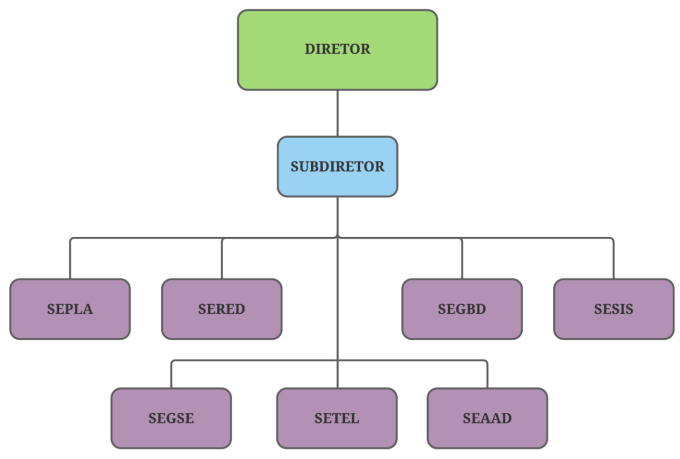 DIRETOR
SUBDIRETOR
SEPLA
SERED
SEGBD
SESIS
SEGSE
SETEL
SEAAD